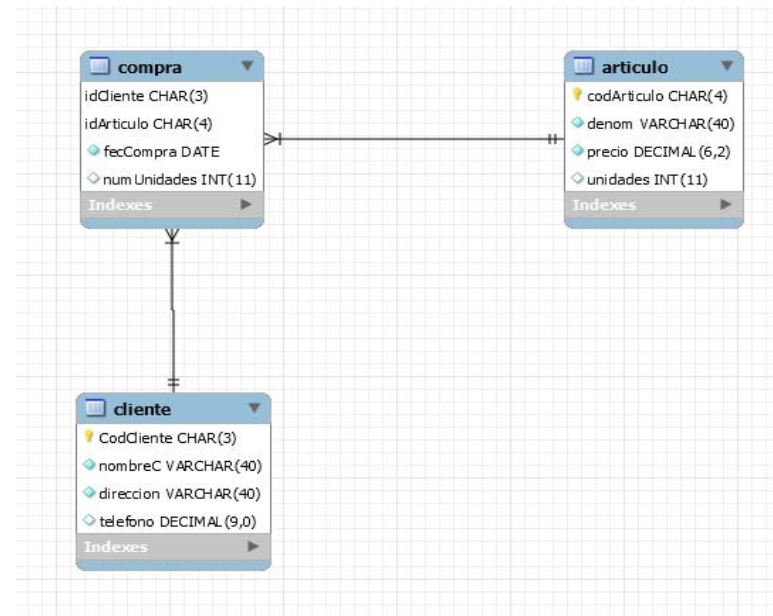 compra
idCliente CHAR(3)
idArticulo CHAR(4)
fecCompra DATE
numUnidades INT(11)
Indexes
articulo
codArticulo CHAR(4)
denom VARCHAR(40)
precio DECIMAL(6,2)
unidades INT(11)
Indexes
cliente
CodCliente CHAR(3)
nombreC VARCHAR(40)
direccion VARCHAR(40)
telefono DECIMAL(9,0)
Indexes